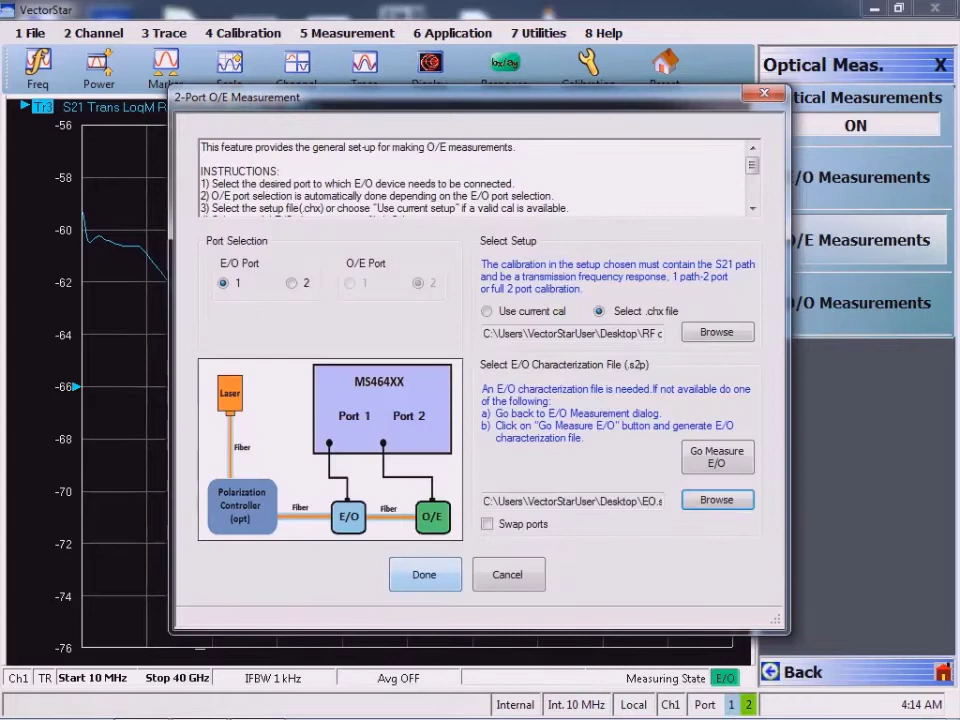 VectorStar
1 File 2 Channel 3 Trace 4 Calibration 5 Measurement 6 Application 7 Utilities 8 Help
Freq Power
Optical Meas. X
2-Port O/E Measurement
Tr3 S21 Trans LogM R
tical Measurements
ON
/O Measurements
/E Measurements
/O Measurements
Back
-56
-58
-60
-62
-64
-66
-68
-70
-72
-74
-76
This feature provides the general set-up for making O/E measurements.
INSTRUCTIONS:
1) Select the desired port to which E/O device needs to be connected.
2) O/E port selection is automatically done depending on the E/O port selection.
3) Select the setup file(.chx) or choose "Use current setup" if a valid cal is available.
Port Selection
E/O Port O/E Port
1 2 1 2
MS464XX
Port 1 Port 2
Laser
Fiber
Polarization
Controller
(opt)
Fiber
E/O
Fiber
O/E
Select Setup
The calibration in the setup chosen must contain the S21 path
and be a transmission frequency response, 1 path-2 port
or full 2 port calibration.
Use current cal Select .chx file
C:\Users\VectorStarUser\Desktop\RF c Browse
Select E/O Characterization File (.s2p)
An E/O characterization file is needed.If not available do one
of the following:
a) Go back to E/O Measurement dialog.
b) Click on "Go Measure E/O" button and generate E/O
characterization file.
Go Measure
E/O
C:\Users\VectorStarUser\Desktop\EO.s Browse
Swap ports
Done Cancel
Ch1 TR Start 10 MHz Stop 40 GHz IFBW 1 kHz Avg OFF Measuring State E/O
Internal Int. 10 MHz Local Ch1 Port 1 2 4:14 AM